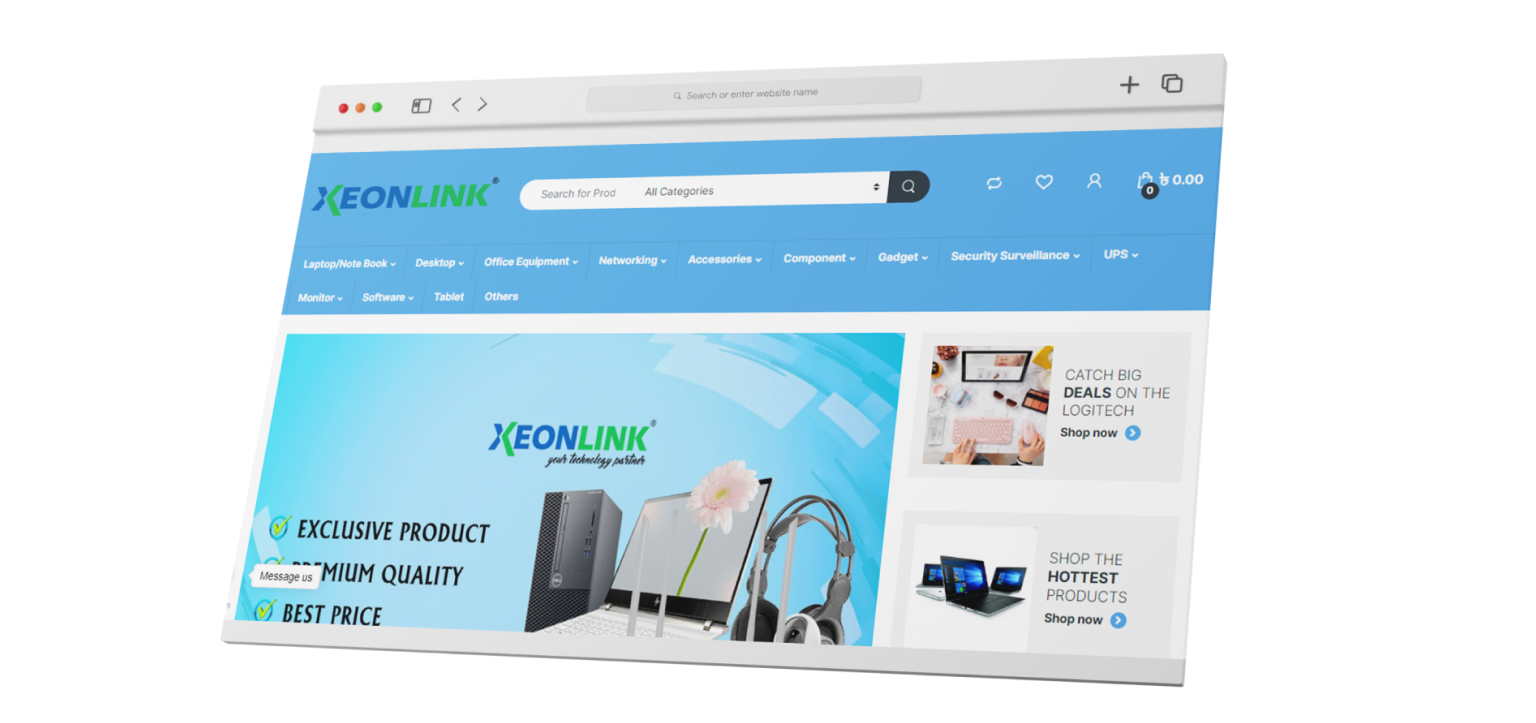 Search or enter website name
XEONLINK®
Search for Prod
All Categories
0
৳ 0.00
Laptop/Note Book
Desktop
Office Equipment
Networking
Accessories
Component
Gadget
Security Surveillance
UPS
Monitor
Software
Tablet
Others
XEONLINK®
your technology partner
EXCLUSIVE PRODUCT
MIUM QUALITY
BEST PRICE
Message us
CATCH BIG
DEALS ON THE
LOGITECH
Shop now
SHOP THE
HOTTEST
PRODUCTS
Shop now